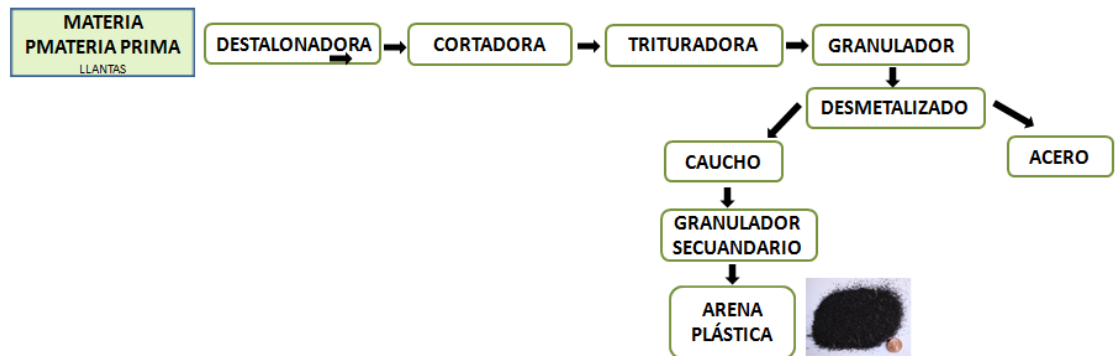 MATERIA
PMATERIA PRIMA
LLANTAS
DESTALONADORA
CORTADORA
TRITURADORA
GRANULADOR
DESMETALIZADO
CAUCHO
ACERO
GRANULADOR
SECUANDARIO
ARENA
PLÁSTICA